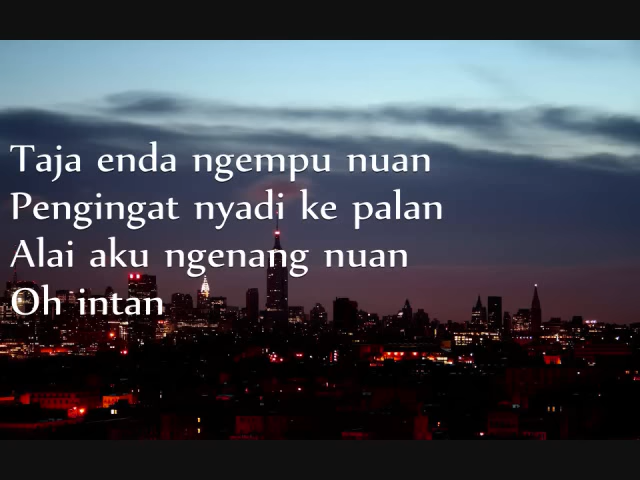 Taja enda ngempu nuan
Pengingat nyadi ke palan
Alai aku ngenang nuan
Oh intan